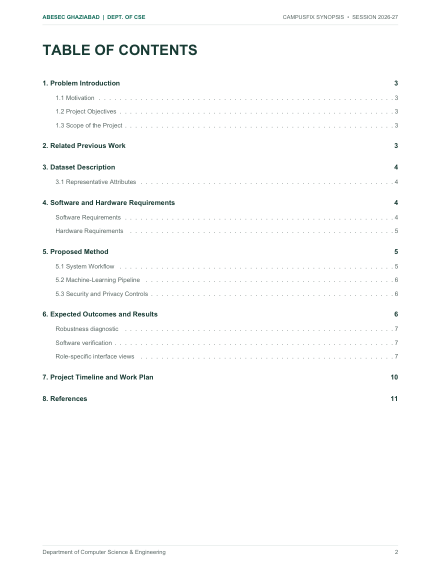 ABESEC GHAZIABAD | DEPT. OF CSE CAMPUSFIX SYNOPSIS • SESSION 2026-27
TABLE OF CONTENTS
1. Problem Introduction 3
1.1 Motivation 3
1.2 Project Objectives 3
1.3 Scope of the Project 3
2. Related Previous Work 3
3. Dataset Description 4
3.1 Representative Attributes 4
4. Software and Hardware Requirements 4
Software Requirements 4
Hardware Requirements 5
5. Proposed Method 5
5.1 System Workflow 5
5.2 Machine-Learning Pipeline 6
5.3 Security and Privacy Controls 6
6. Expected Outcomes and Results 6
Robustness diagnostic 7
Software verification 7
Role-specific interface views 7
7. Project Timeline and Work Plan 10
8. References 11
Department of Computer Science & Engineering 2